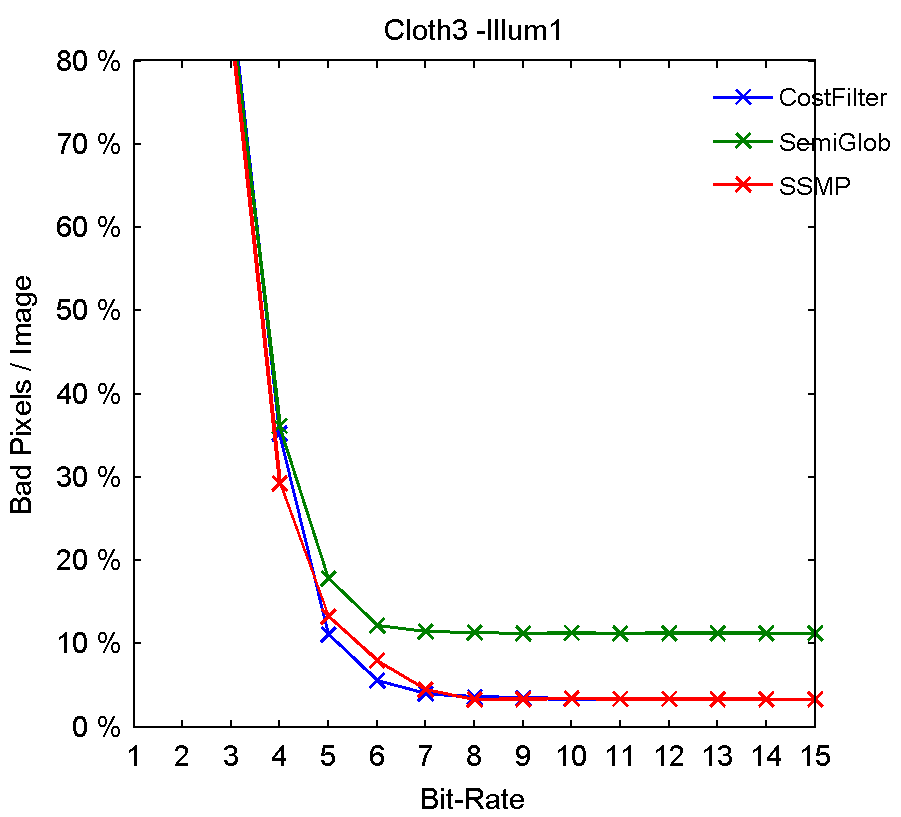 Cloth3 -Illum1
80 %
70 %
60 %
50 %
40 %
30 %
20 %
10 %
0 %
Bad Pixels / Image
CostFilter
SemiGlob
SSMP
1 2 3 4 5 6 7 8 9 10 11 12 13 14 15
Bit-Rate